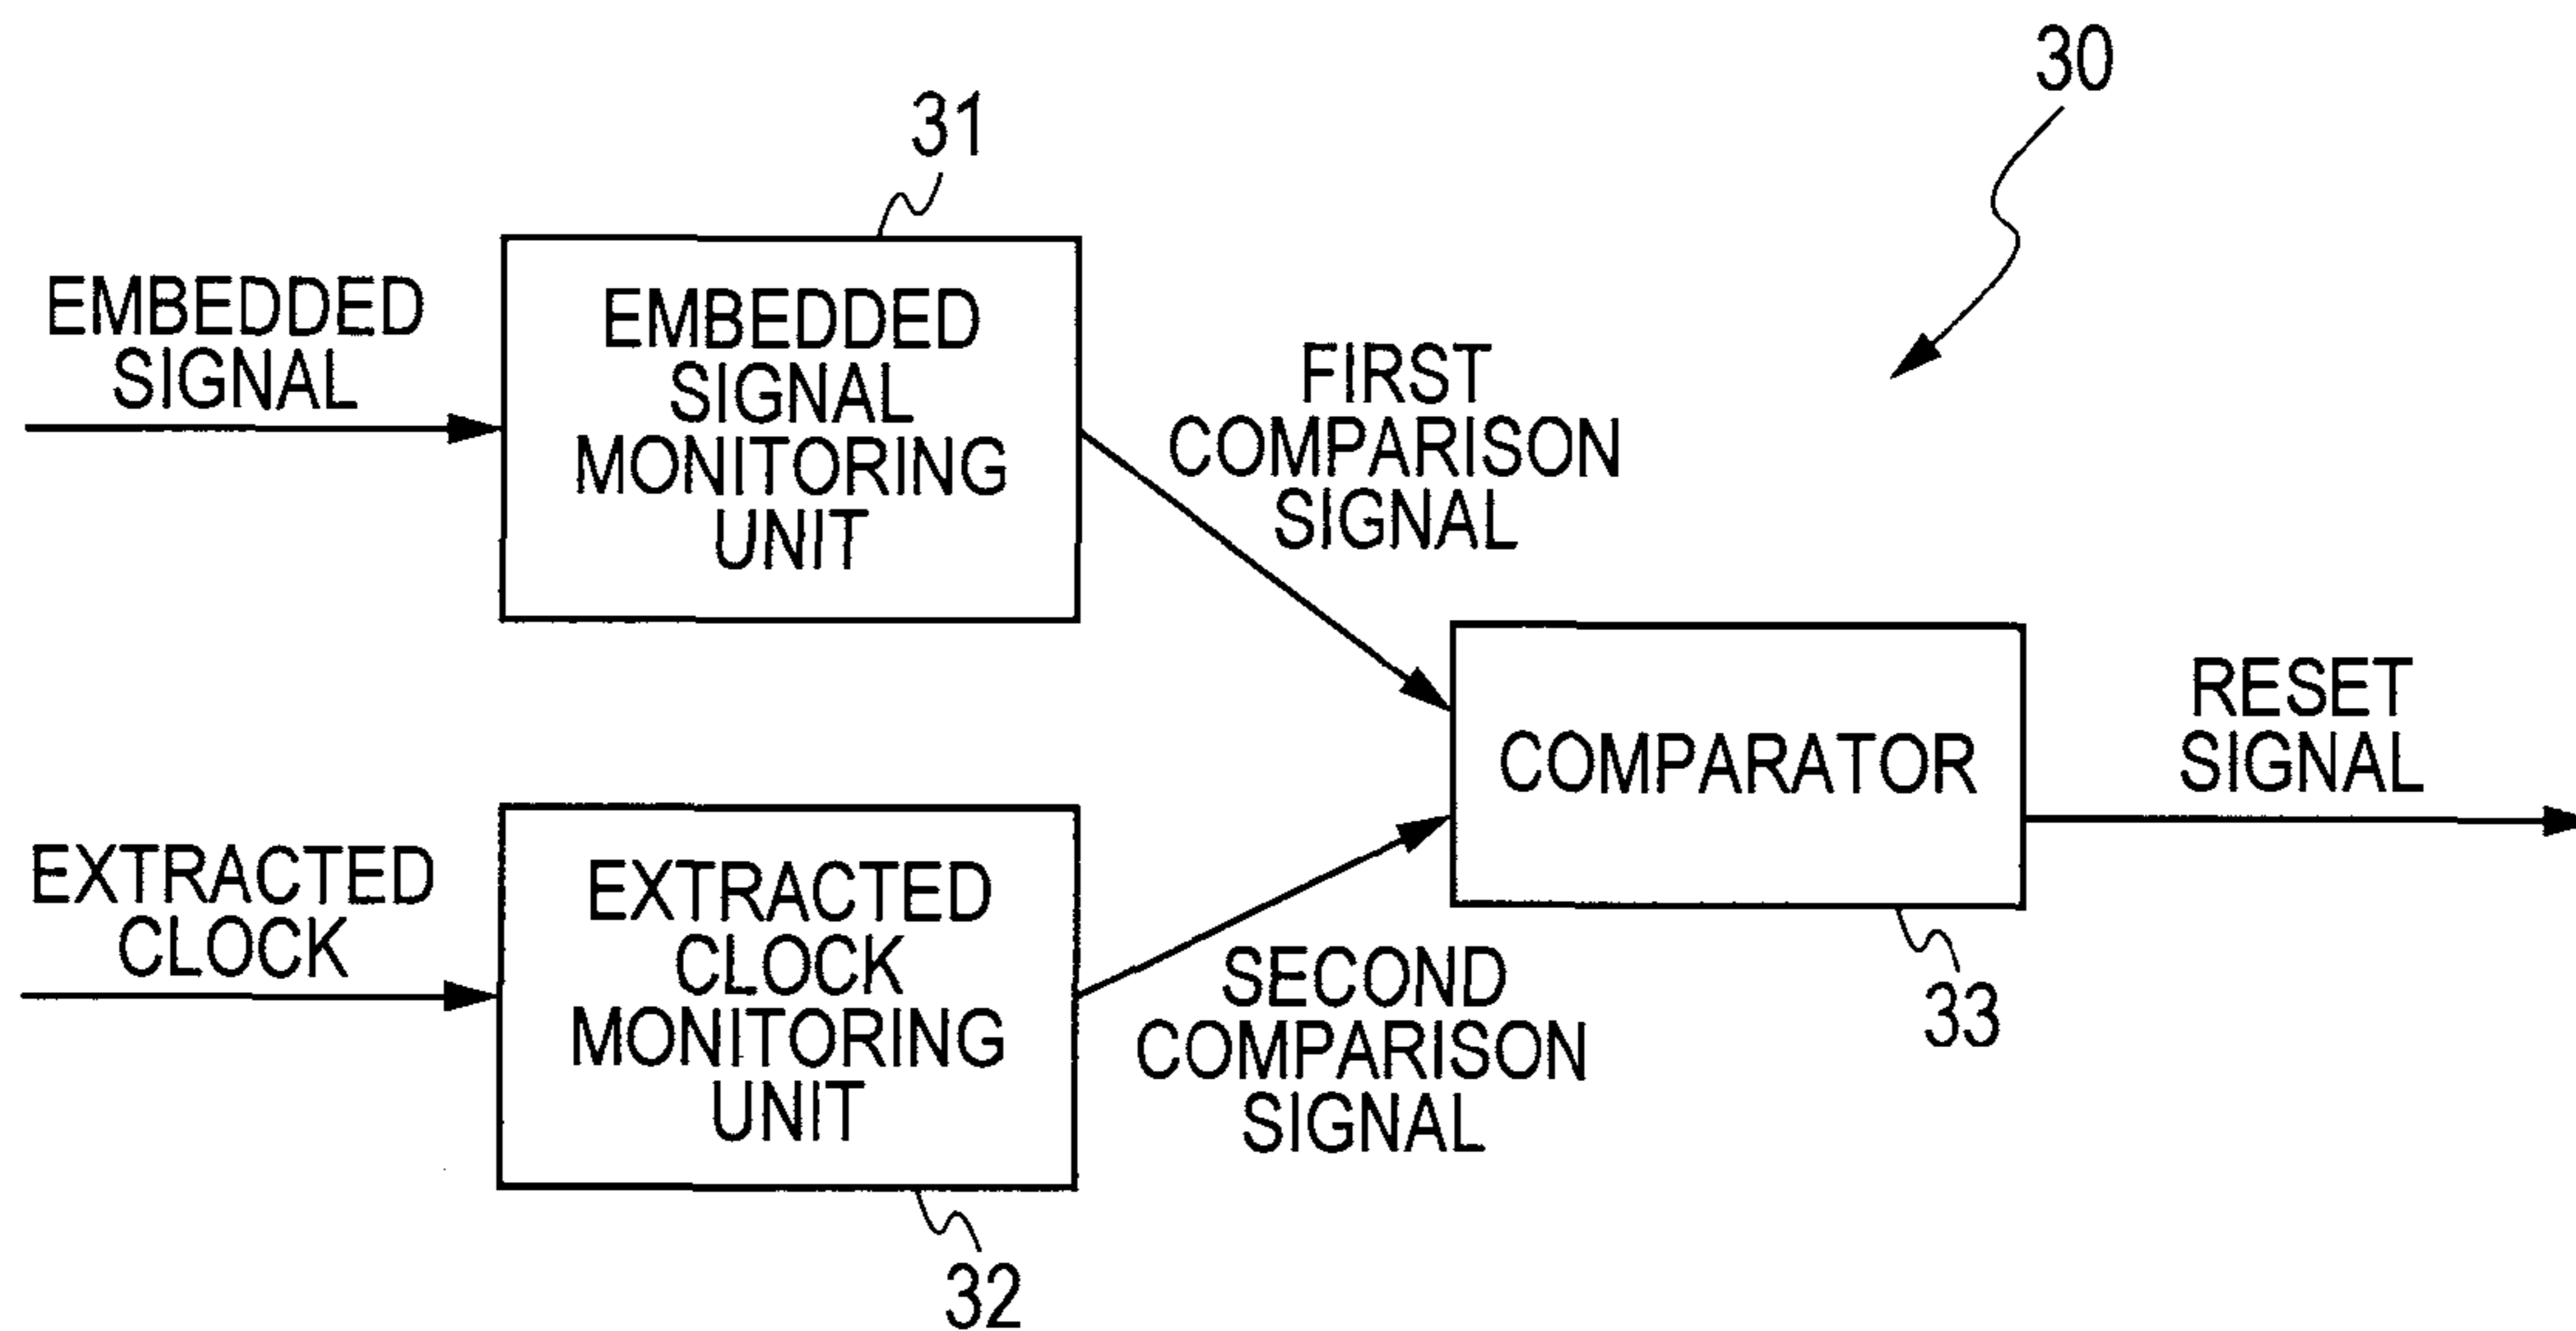 30
31
EMBEDDED
SIGNAL
EMBEDDED
SIGNAL
MONITORING
UNIT
FIRST
COMPARISON
SIGNAL
COMPARATOR
RESET
SIGNAL
EXTRACTED
CLOCK
EXTRACTED
CLOCK
MONITORING
UNIT
SECOND
COMPARISON
SIGNAL
33
32